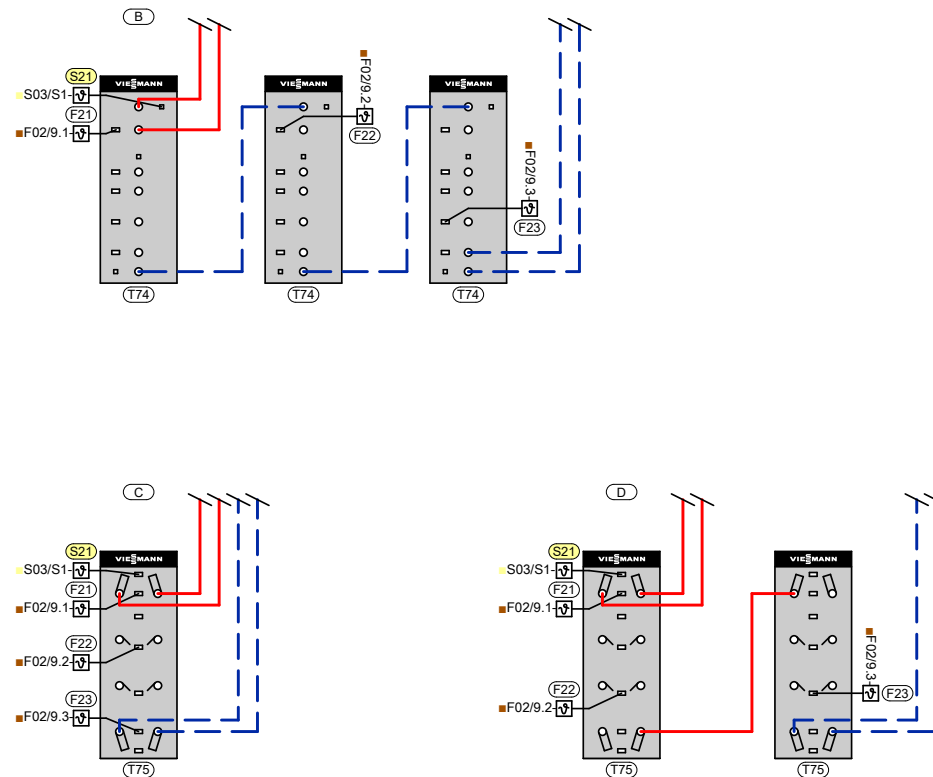 B
S21
VIESMANN
VIESMANN
VIESMANN
S03/S1
F21
F02/9.1
F02/9.2
F22
F02/9.3
F23
T74
T74
T74
C
D
S21
VIESMANN
S03/S1
F21
F02/9.1
F22
F02/9.2
F23
F02/9.3
T75
S21
VIESMANN
VIESMANN
S03/S1
F21
F02/9.1
F22
F02/9.2
F02/9.3
F23
T75
T75